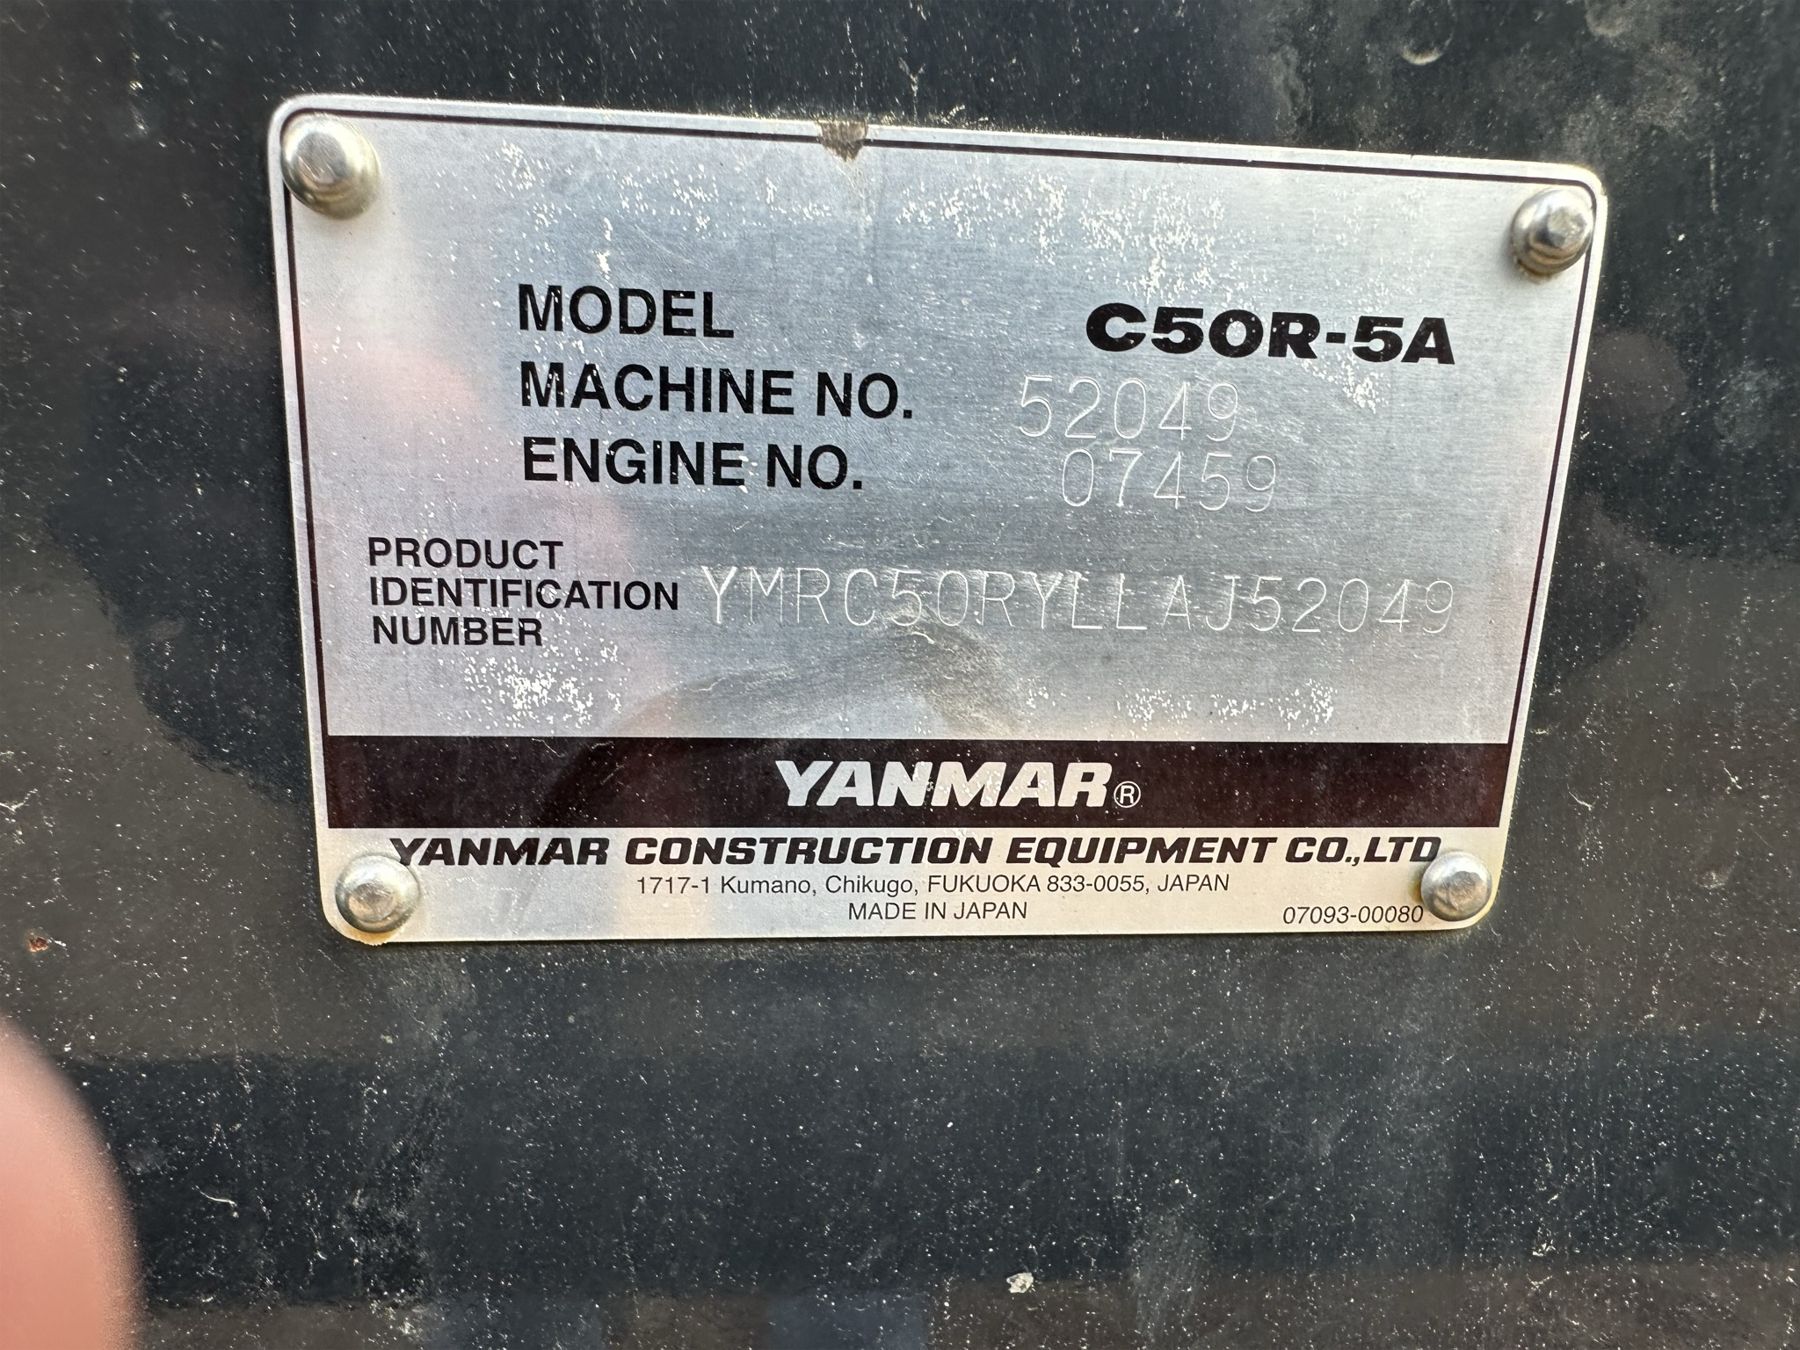 MODEL C50R-5A
MACHINE NO. 52049
ENGINE NO. 07459
PRODUCT
IDENTIFICATION
NUMBER
YMRC50RYLLAJ52049
YANMAR®
YANMAR CONSTRUCTION EQUIPMENT CO.,LTD
1717-1 Kumano, Chikugo, FUKUOKA 833-0055, JAPAN
MADE IN JAPAN
07093-00080